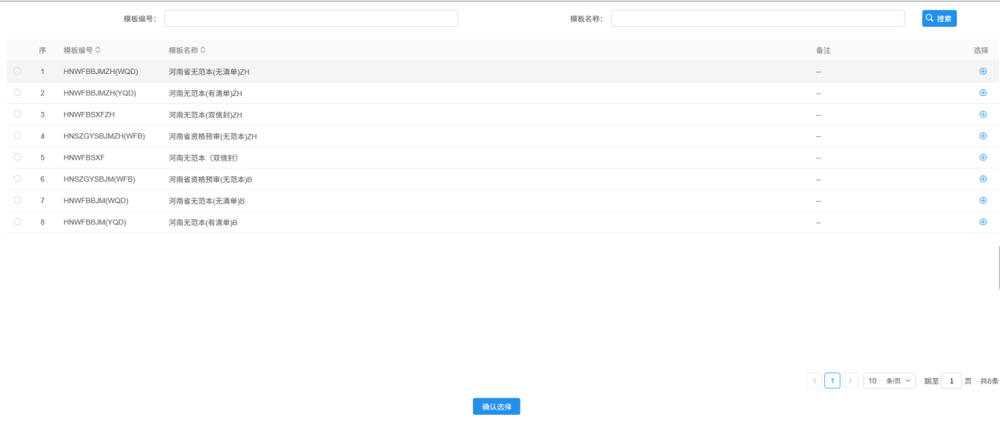 模板编号： 模板名称： 搜索
序 模板编号 模板名称 备注 选择
1 HNWFBBJMZH(WQD) 河南省无范本(无清单)ZH --
2 HNWFBBJMZH(YQD) 河南无范本(有清单)ZH --
3 HNWFBSXFZH 河南无范本(双信封)ZH --
4 HNSZGYSBJMZH(WFB) 河南省资格预审(无范本)ZH --
5 HNWFBSXF 河南无范本（双信封） --
6 HNSZGYSBJM(WFB) 河南省资格预审(无范本)B --
7 HNWFBBJM(WQD) 河南省无范本(无清单)B --
8 HNWFBBJM(YQD) 河南无范本(有清单)B --
1 10 条/页 跳至 1 页 共8条
确认选择